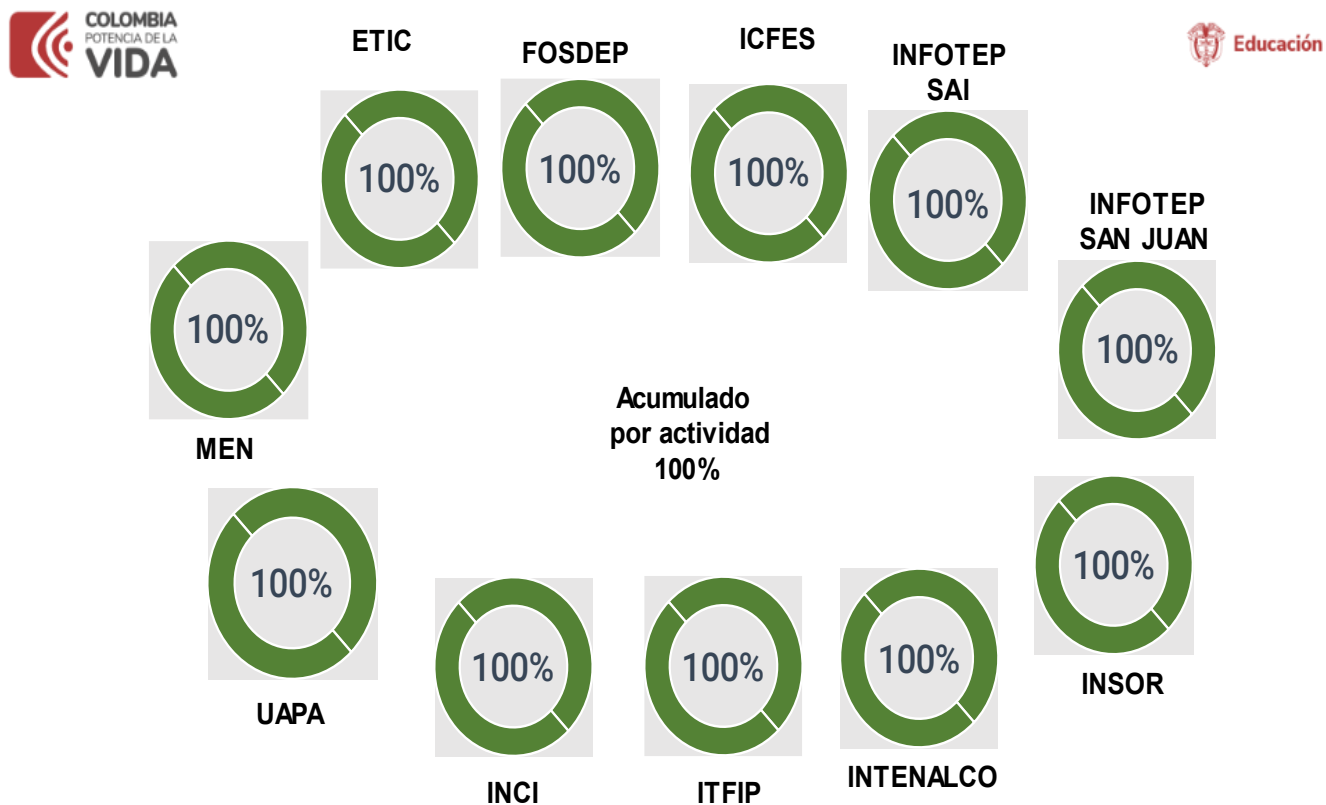 COLOMBIA
POTENCIA DE LA
VIDA
Educación
ETIC
100%
FOSDEP
100%
ICFES
100%
INFOTEP
SAI
100%
INFOTEP
SAN JUAN
100%
100%
MEN
Acumulado
por actividad
100%
100%
UAPA
100%
INCI
100%
ITFIP
100%
INTENALCO
100%
INSOR